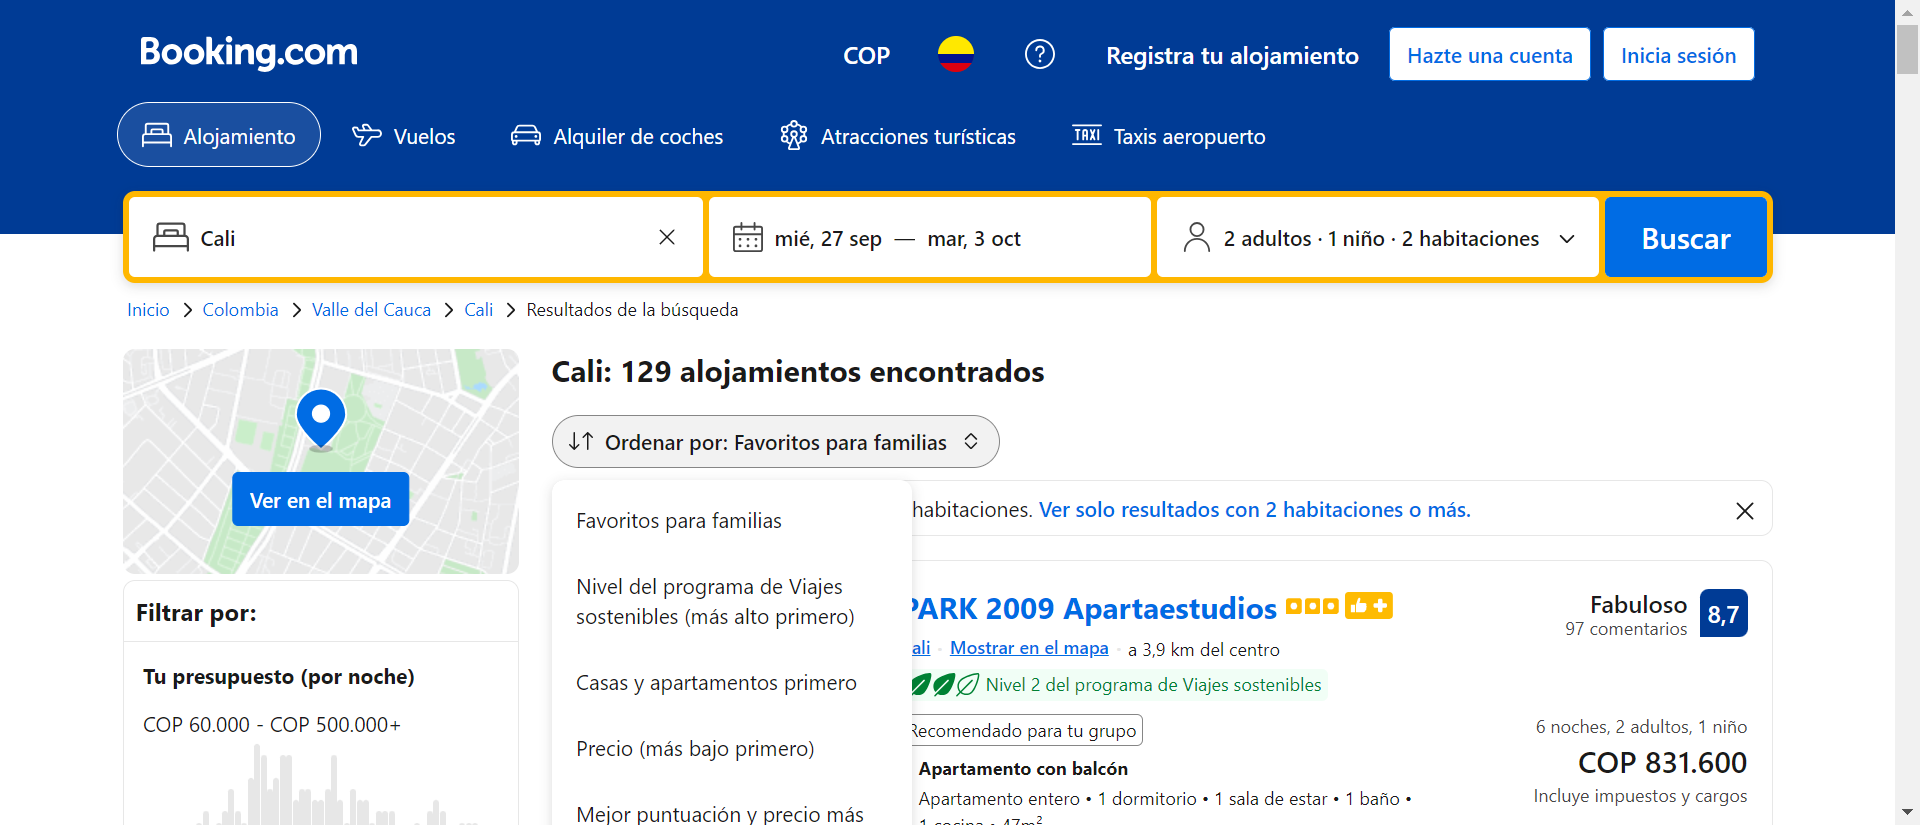 Booking.com
COP
Registra tu alojamiento
Hazte una cuenta
Inicia sesión
Alojamiento
Vuelos
Alquiler de coches
Atracciones turísticas
TAXI
Taxis aeropuerto
Cali
mié, 27 sep — mar, 3 oct
2 adultos · 1 niño · 2 habitaciones
Buscar
Inicio
Colombia
Valle del Cauca
Cali
Resultados de la búsqueda
Ver en el mapa
Filtrar por:
Tu presupuesto (por noche)
COP 60.000 - COP 500.000+
Cali: 129 alojamientos encontrados
Ordenar por: Favoritos para familias
Favoritos para familias
Nivel del programa de Viajes
sostenibles (más alto primero)
Casas y apartamentos primero
Precio (más bajo primero)
Mejor puntuación y precio más
habitaciones. Ver solo resultados con 2 habitaciones o más.
PARK 2009 Apartaestudios
Mostrar en el mapa
a 3,9 km del centro
Nivel 2 del programa de Viajes sostenibles
Recomendado para tu grupo
Apartamento con balcón
Apartamento entero • 1 dormitorio • 1 sala de estar • 1 baño •
1 cocina • 47m²
Fabuloso
97 comentarios
8,7
6 noches, 2 adultos, 1 niño
COP 831.600
Incluye impuestos y cargos